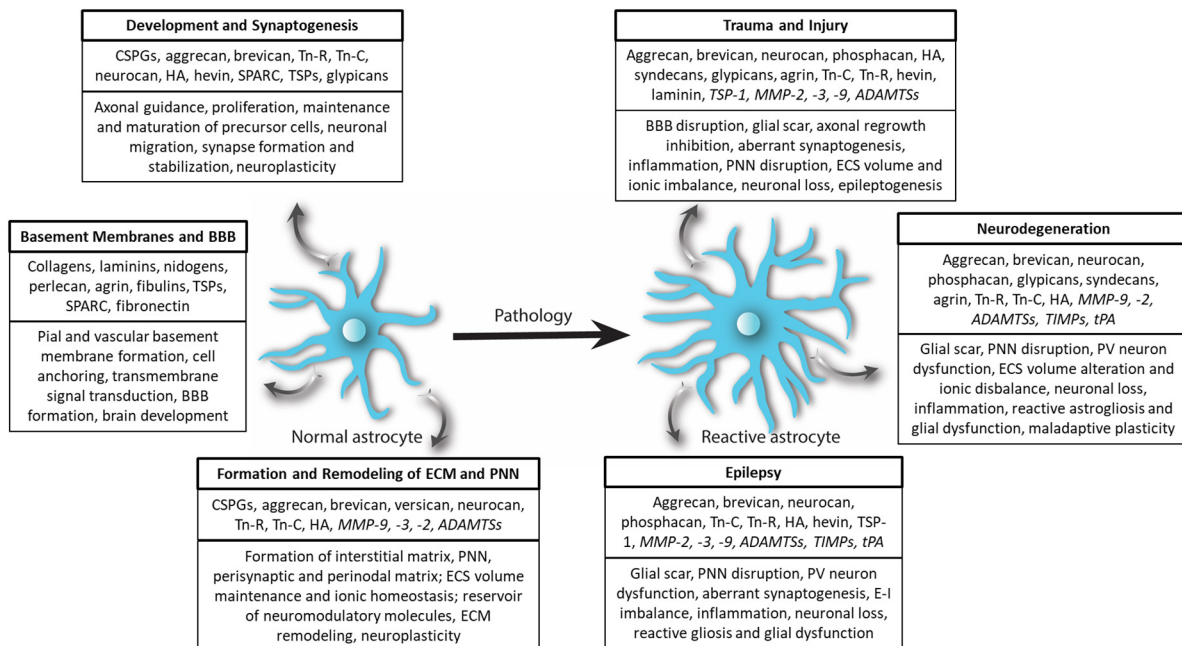 Development and Synaptogenesis
CSPGs, aggrecan, brevican, Tn-R, Tn-C,
neurocan, HA, hevin, SPARC, TSPs, glypicans
Axonal guidance, proliferation, maintenance
and maturation of precursor cells, neuronal
migration, synapse formation and
stabilization, neuroplasticity
Trauma and Injury
Aggrecan, brevican, neurocan, phosphacan, HA,
syndecans, glypicans, agrin, Tn-C, Tn-R, hevin,
laminin, TSP-1, MMP-2, -3, -9, ADAMTSs
BBB disruption, glial scar, axonal regrowth
inhibition, aberrant synaptogenesis,
inflammation, PNN disruption, ECS volume and
ionic imbalance, neuronal loss, epileptogenesis
Basement Membranes and BBB
Collagens, laminins, nidogens,
perlecan, agrin, fibulins, TSPs,
SPARC, fibronectin
Pial and vascular basement
membrane formation, cell
anchoring, transmembrane
signal transduction, BBB
formation, brain development
Pathology
Neurodegeneration
Aggrecan, brevican, neurocan,
phosphacan, glypicans, syndecans,
agrin, Tn-R, Tn-C, HA, MMP-9, -2,
ADAMTSs, TIMPs, tPA
Glial scar, PNN disruption, PV neuron
dysfunction, ECS volume alteration and
ionic disbalance, neuronal loss,
inflammation, reactive astrogliosis and
glial dysfunction, maladaptive plasticity
Normal astrocyte
Reactive astrocyte
Formation and Remodeling of ECM and PNN
CSPGs, aggrecan, brevican, versican, neurocan,
Tn-R, Tn-C, HA, MMP-9, -3, -2, ADAMTSs
Formation of interstitial matrix, PNN,
perisynaptic and perinodal matrix; ECS volume
maintenance and ionic homeostasis; reservoir
of neuromodulatory molecules, ECM
remodeling, neuroplasticity
Epilepsy
Aggrecan, brevican, neurocan,
phosphacan, Tn-C, Tn-R, HA, hevin, TSP-
1, MMP-2, -3, -9, ADAMTSs, TIMPs, tPA
Glial scar, PNN disruption, PV neuron
dysfunction, aberrant synaptogenesis, E-I
imbalance, inflammation, neuronal loss,
reactive gliosis and glial dysfunction